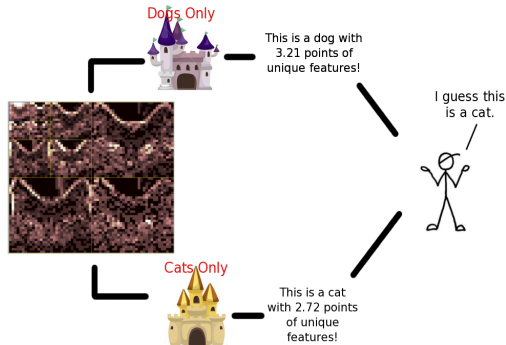 Dogs Only
This is a dog with
3.21 points of
unique features!
I guess this
is a cat.
Cats Only
This is a cat
with 2.72 points
of unique
features!